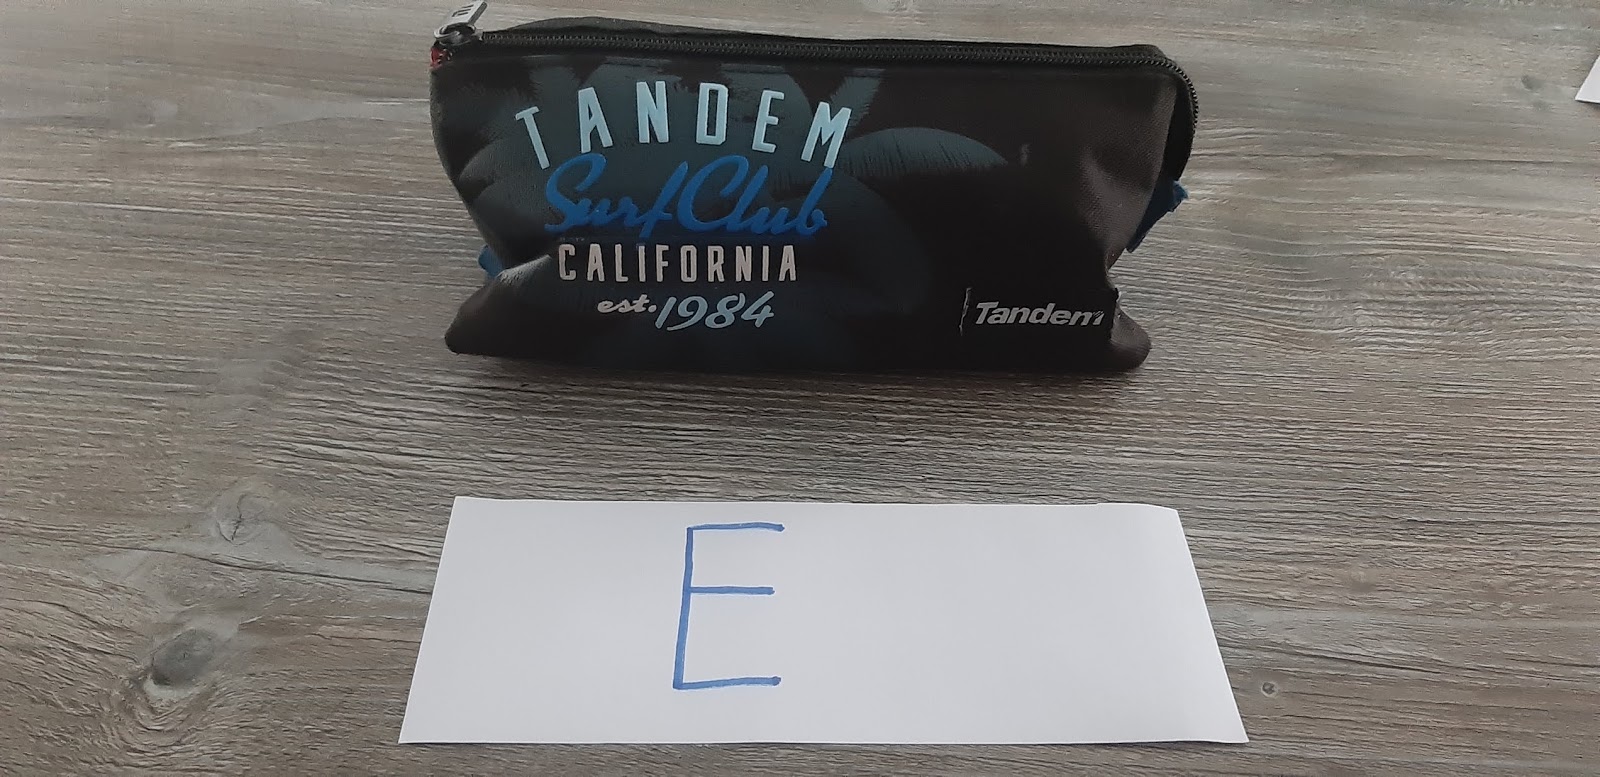 TANDEM
Surf Club
CALIFORNIA
est. 1984
Tandem
E